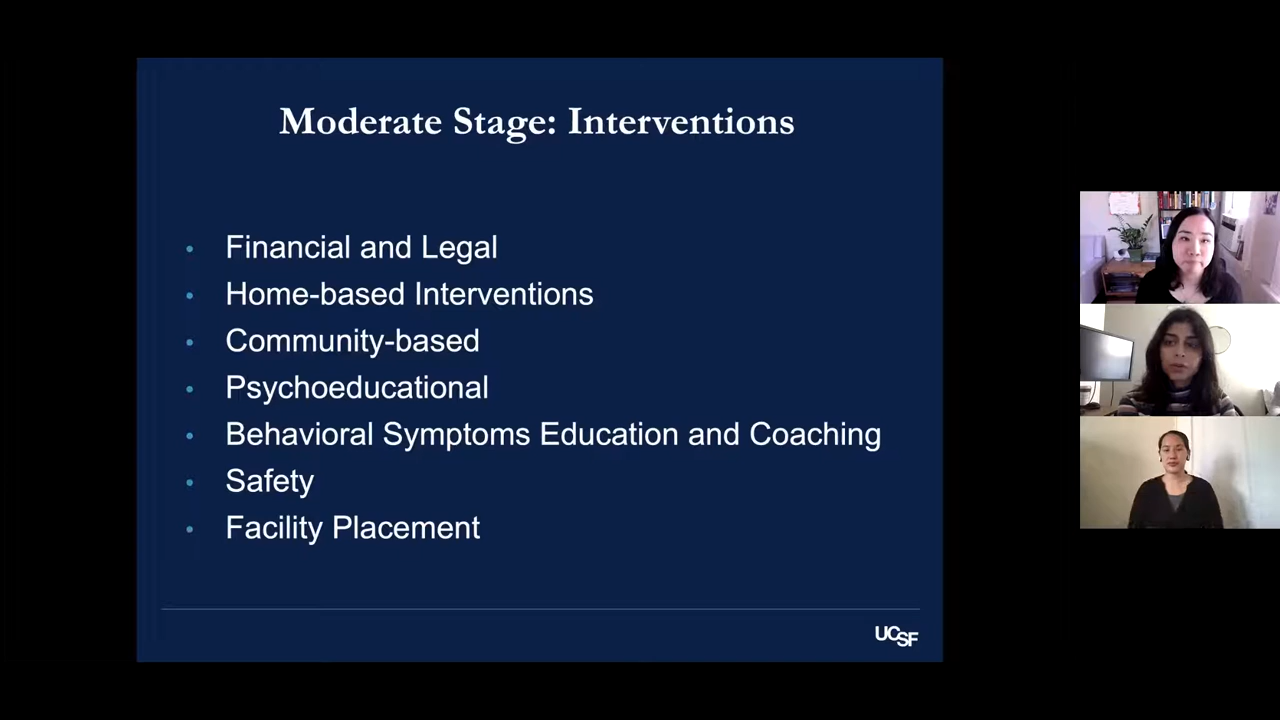 Moderate Stage: Interventions
• Financial and Legal
• Home-based Interventions
• Community-based
• Psychoeducational
• Behavioral Symptoms Education and Coaching
• Safety
• Facility Placement
UCSF